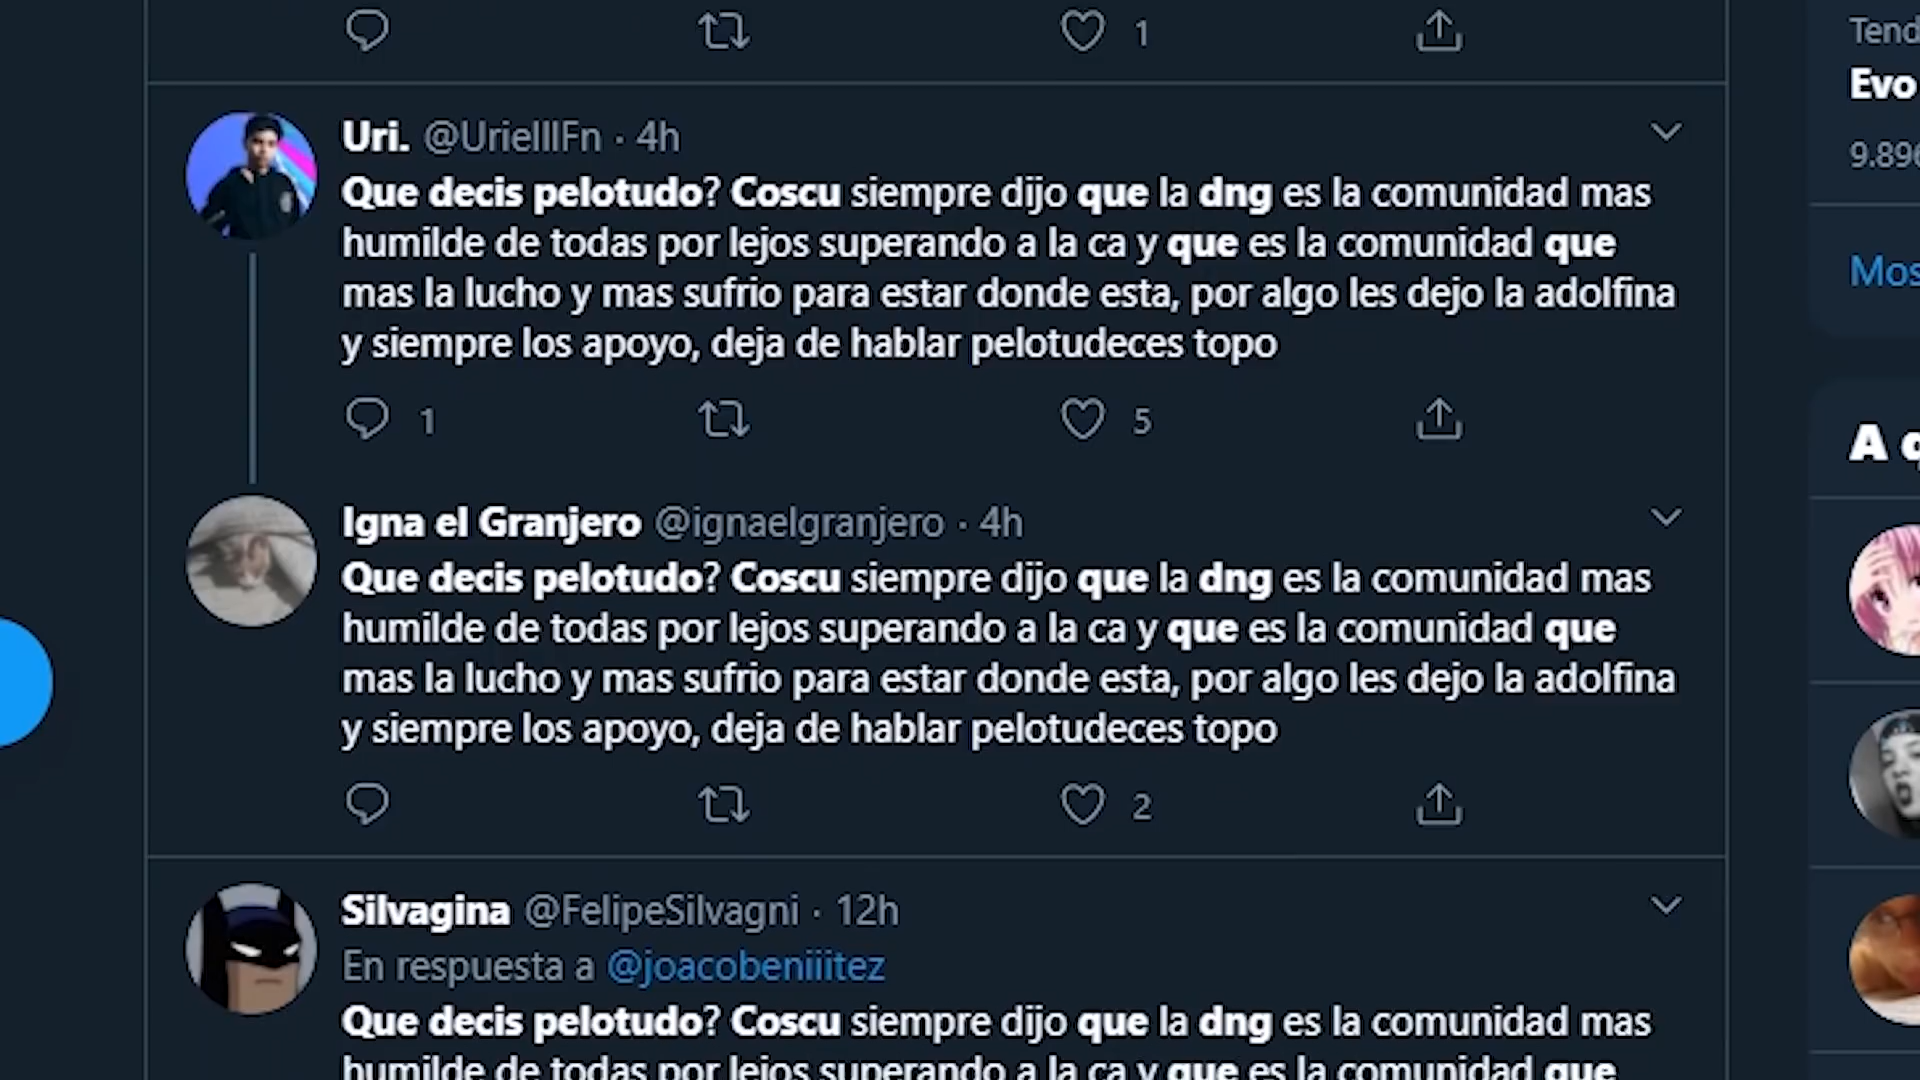 1
Tend
Evo
9.896
Mos
A q
Uri. @UrielllFn · 4h
Que decis pelotudo? Coscu siempre dijo que la dng es la comunidad mas
humilde de todas por lejos superando a la ca y que es la comunidad que
mas la lucho y mas sufrio para estar donde esta, por algo les dejo la adolfina
y siempre los apoyo, deja de hablar pelotudeces topo
1 5
Igna el Granjero @ignaelgranjero · 4h
Que decis pelotudo? Coscu siempre dijo que la dng es la comunidad mas
humilde de todas por lejos superando a la ca y que es la comunidad que
mas la lucho y mas sufrio para estar donde esta, por algo les dejo la adolfina
y siempre los apoyo, deja de hablar pelotudeces topo
2
Silvagina @FelipeSilvagni · 12h
En respuesta a @joacobeniiitez
Que decis pelotudo? Coscu siempre dijo que la dng es la comunidad mas
humilde de todas por lejos superando a la ca y que es la comunidad que